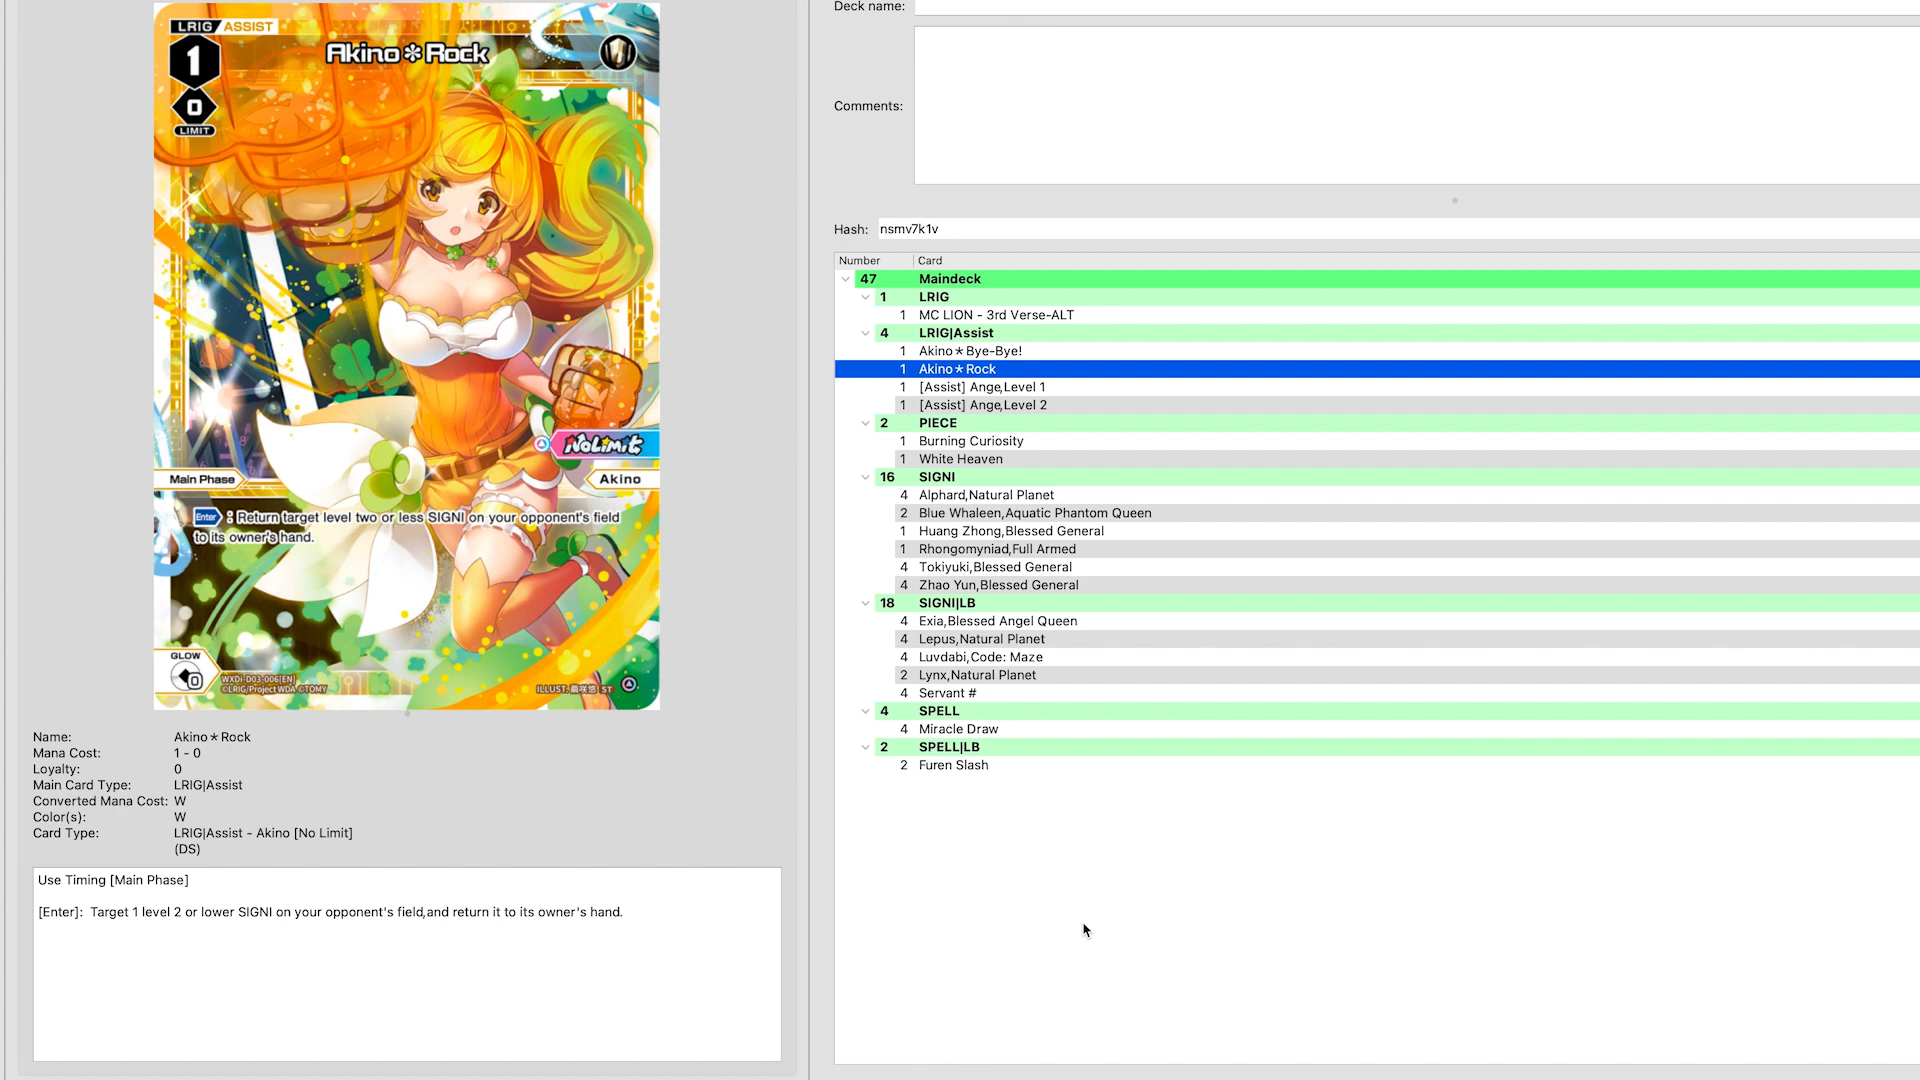 LRIG ASSIST
1
Akino✽Rock
0
LIMIT
NoLimit
Main Phase
Akino
Enter : Return target level two or less SIGNI on your opponent's field
to its owner's hand.
GLOW
0
WXDi-D03-006[EN]
©LRIG/Project WDA ©TOMY
Name: Akino＊Rock
Mana Cost: 1 - 0
Loyalty: 0
Main Card Type: LRIG|Assist
Converted Mana Cost: W
Color(s): W
Card Type: LRIG|Assist - Akino [No Limit]
(DS)
Use Timing [Main Phase]
[Enter]: Target 1 level 2 or lower SIGNI on your opponent's field,and return it to its owner's hand.
Deck name:
Comments:
Hash: nsmv7k1v
Number Card
47 Maindeck
1 LRIG
1 MC LION - 3rd Verse-ALT
4 LRIG|Assist
1 Akino＊Bye-Bye!
1 Akino＊Rock
1 [Assist] Ange,Level 1
1 [Assist] Ange,Level 2
2 PIECE
1 Burning Curiosity
1 White Heaven
16 SIGNI
4 Alphard,Natural Planet
2 Blue Whaleen,Aquatic Phantom Queen
1 Huang Zhong,Blessed General
1 Rhongomyniad,Full Armed
4 Tokiyuki,Blessed General
4 Zhao Yun,Blessed General
18 SIGNI|LB
4 Exia,Blessed Angel Queen
4 Lepus,Natural Planet
4 Luvdabi,Code: Maze
2 Lynx,Natural Planet
4 Servant #
4 SPELL
4 Miracle Draw
2 SPELL|LB
2 Furen Slash